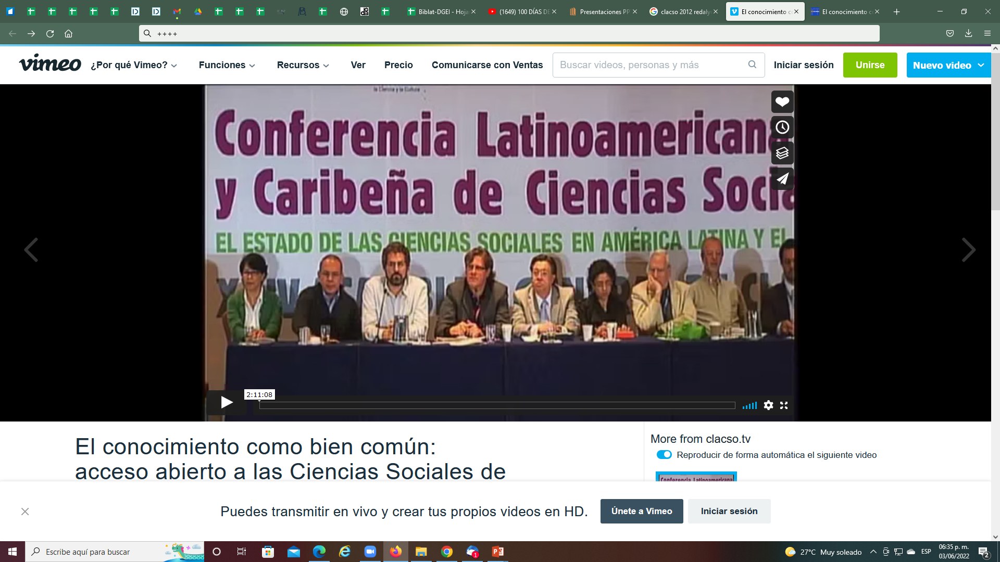 Biblat-DGEI - Hoja
(1649) 100 DÍAS DE
Presentaciones PP
clacso 2012 redaly
El conocimiento c
El conocimiento c
++++
vimeo
¿Por qué Vimeo?
Funciones
Recursos
Ver
Precio
Comunicarse con Ventas
Buscar videos, personas y más
Iniciar sesión
Unirse
Nuevo video
la Ciencia y la Cultura
Conferencia Latinoamericana
y Caribeña de Ciencias Socia
EL ESTADO DE LAS CIENCIAS SOCIALES EN AMÉRICA LATINA Y EL
2:11:08
El conocimiento como bien común:
acceso abierto a las Ciencias Sociales de
More from clacso.tv
Reproducir de forma automática el siguiente video
Conferencia Latinoamericana
Puedes transmitir en vivo y crear tus propios videos en HD.
Únete a Vimeo
Iniciar sesión
Escribe aquí para buscar
1
27°C Muy soleado
ESP
06:35 p. m.
03/06/2022
2